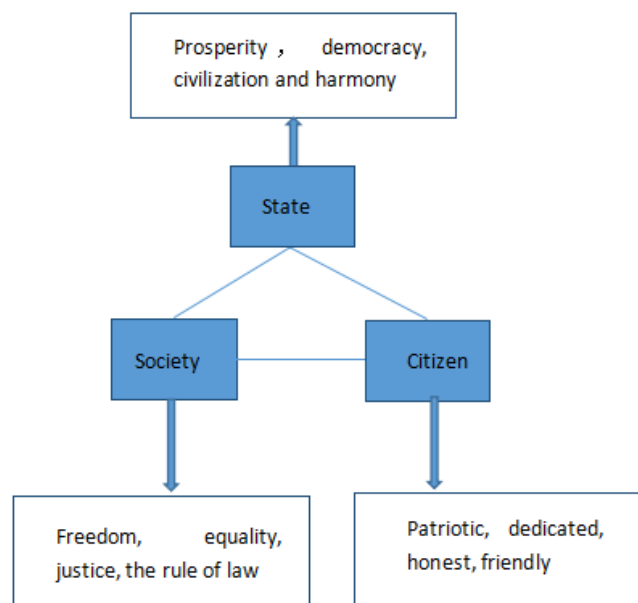 Prosperity ， democracy,
civilization and harmony
State
Society
Citizen
Freedom, equality,
justice, the rule of law
Patriotic, dedicated,
honest, friendly